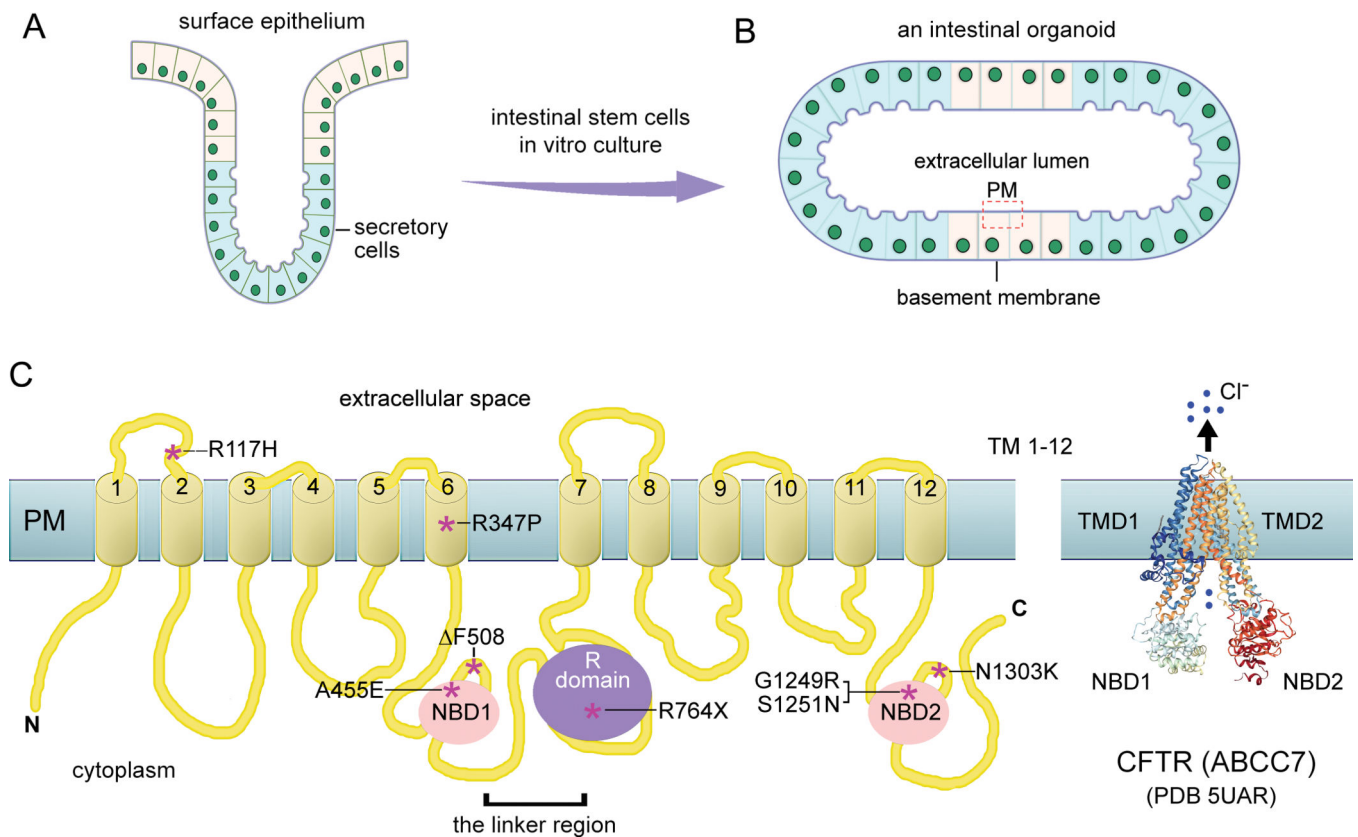 A
surface epithelium
secretory
cells
intestinal stem cells
in vitro culture
B
an intestinal organoid
extracellular lumen
PM
basement membrane
C
extracellular space
TM 1-12
Cl⁻
R117H
1
2
3
4
5
6
7
8
9
10
11
12
PM
R347P
TMD1
TMD2
ΔF508
A455E
NBD1
R
domain
R764X
G1249R
S1251N
NBD2
N1303K
C
N
cytoplasm
the linker region
NBD1
NBD2
CFTR (ABCC7)
(PDB 5UAR)